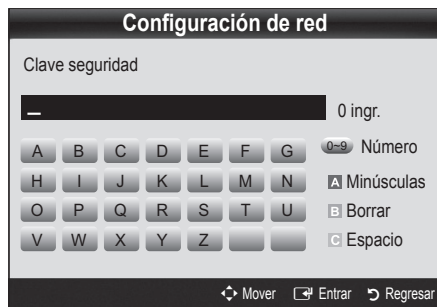 Configuración de red
Clave seguridad
_ 0 ingr.
A B C D E F G 0~9 Número
H I J K L M N A Minúsculas
O P Q R S T U B Borrar
V W X Y Z C Espacio
Mover Entrar Regresar